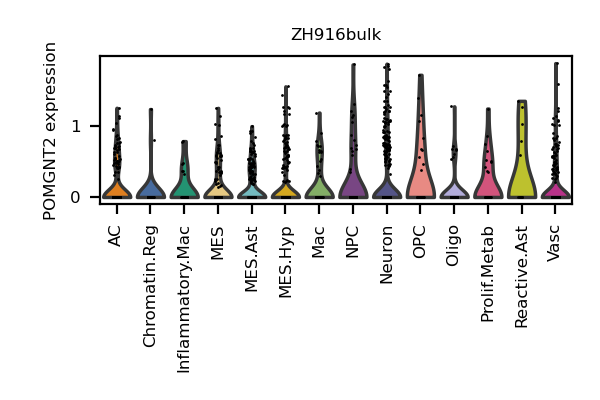 ZH916bulk
POMGNT2 expression
1
0
AC
Chromatin.Reg
Inflammatory.Mac
MES
MES.Ast
MES.Hyp
Mac
NPC
Neuron
OPC
Oligo
Prolif.Metab
Reactive.Ast
Vasc